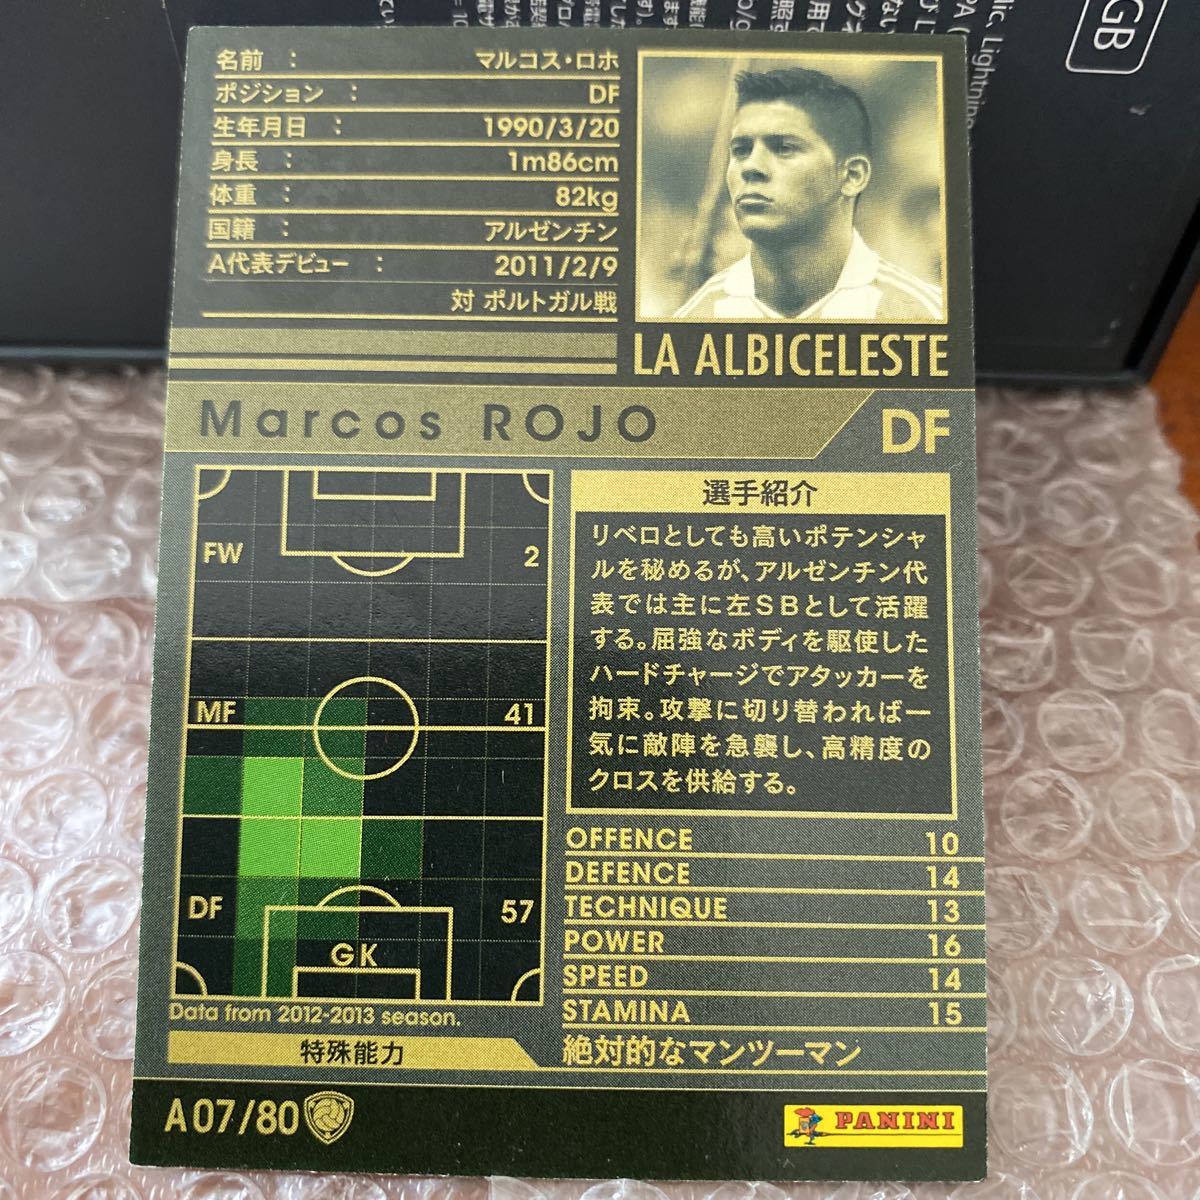 名前 : マルコス・ロホ
ポジション : DF
生年月日 : 1990/3/20
身長 : 1m86cm
体重 : 82kg
国籍 : アルゼンチン
A代表デビュー : 2011/2/9
対 ポルトガル戦
LA ALBICELESTE
Marcos ROJO
DF
FW 2
MF 41
DF 57
GK
Data from 2012-2013 season.
選手紹介
リベロとしても高いポテンシャ
ルを秘めるが、アルゼンチン代
表では主に左SBとして活躍
する。屈強なボディを駆使した
ハードチャージでアタッカーを
拘束。攻撃に切り替われば一
気に敵陣を急襲し、高精度の
クロスを供給する。
OFFENCE 10
DEFENCE 14
TECHNIQUE 13
POWER 16
SPEED 14
STAMINA 15
特殊能力
絶対的なマンツーマン
A07/80
PANINI
GB
Lightning